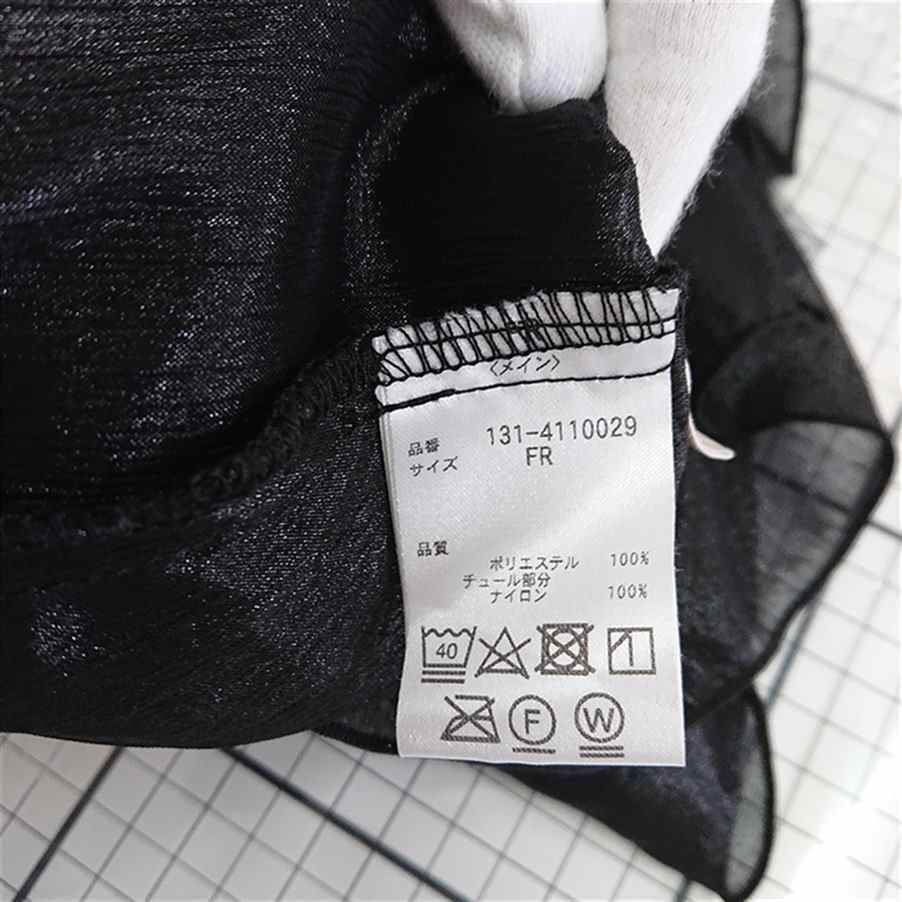 〈メイン〉
品番 131-4110029
サイズ FR
品質
ポリエステル 100%
チュール部分
ナイロン 100%
40
F W